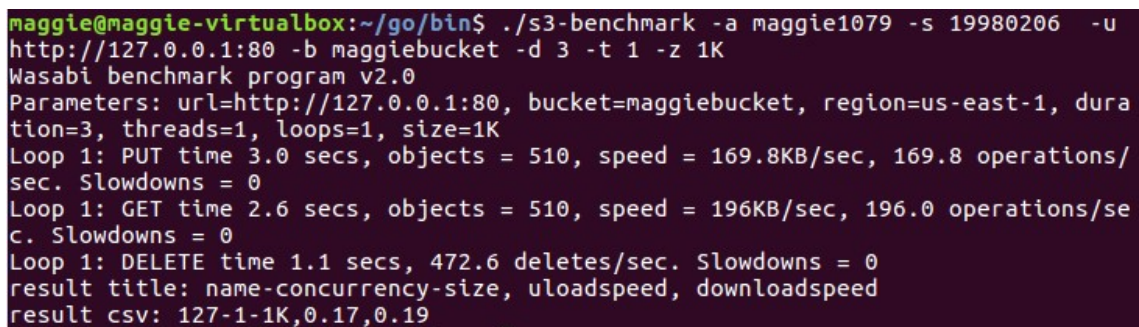 maggie@maggie-virtualbox:~/go/bin$ ./s3-benchmark -a maggie1079 -s 19980206  -u
http://127.0.0.1:80 -b maggiebucket -d 3 -t 1 -z 1K
Wasabi benchmark program v2.0
Parameters: url=http://127.0.0.1:80, bucket=maggiebucket, region=us-east-1, dura
tion=3, threads=1, loops=1, size=1K
Loop 1: PUT time 3.0 secs, objects = 510, speed = 169.8KB/sec, 169.8 operations/
sec. Slowdowns = 0
Loop 1: GET time 2.6 secs, objects = 510, speed = 196KB/sec, 196.0 operations/se
c. Slowdowns = 0
Loop 1: DELETE time 1.1 secs, 472.6 deletes/sec. Slowdowns = 0
result title: name-concurrency-size, uloadspeed, downloadspeed
result csv: 127-1-1K,0.17,0.19